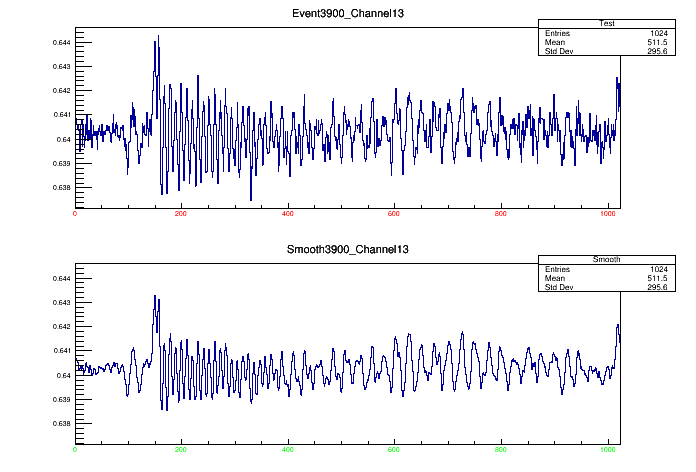 Event3900_Channel13
Test
Entries 1024
Mean 511.5
Std Dev 295.6
0.644
0.643
0.642
0.641
0.64
0.639
0.638
0 200 400 600 800 1000
Smooth3900_Channel13
Smooth
Entries 1024
Mean 511.5
Std Dev 295.6
0.644
0.643
0.642
0.641
0.64
0.639
0.638
0 200 400 600 800 1000